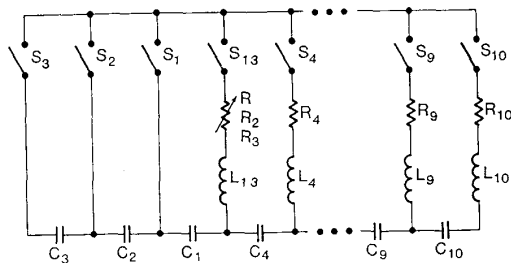 S3 S2 S1 S13 S4 S9 S10
R
R2
R3
R4 R9 R10
L13 L4 L9 L10
C3 C2 C1 C4 C9 C10